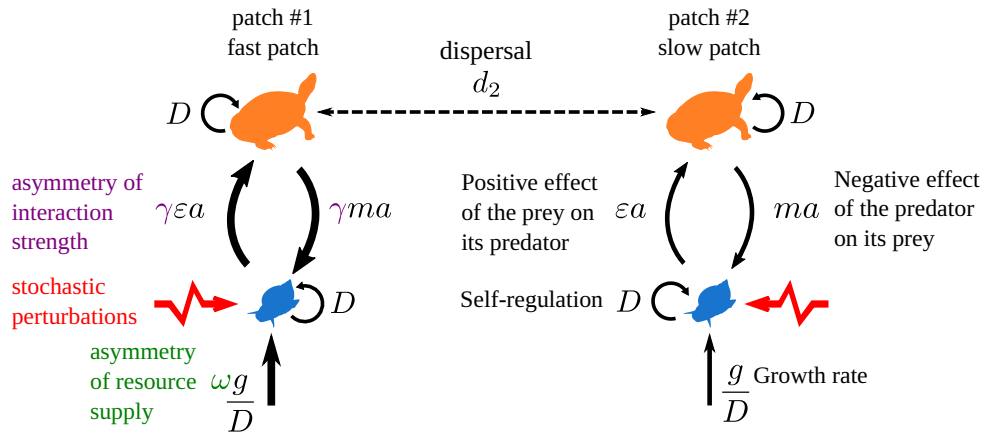 patch #1
fast patch
patch #2
slow patch
dispersal
d₂
D
D
asymmetry of
interaction
strength
γεa
γma
Positive effect
of the prey on
its predator
εa
ma
Negative effect
of the predator
on its prey
stochastic
perturbations
D
Self-regulation
D
asymmetry
of resource
supply
ωg
D
g
D
Growth rate